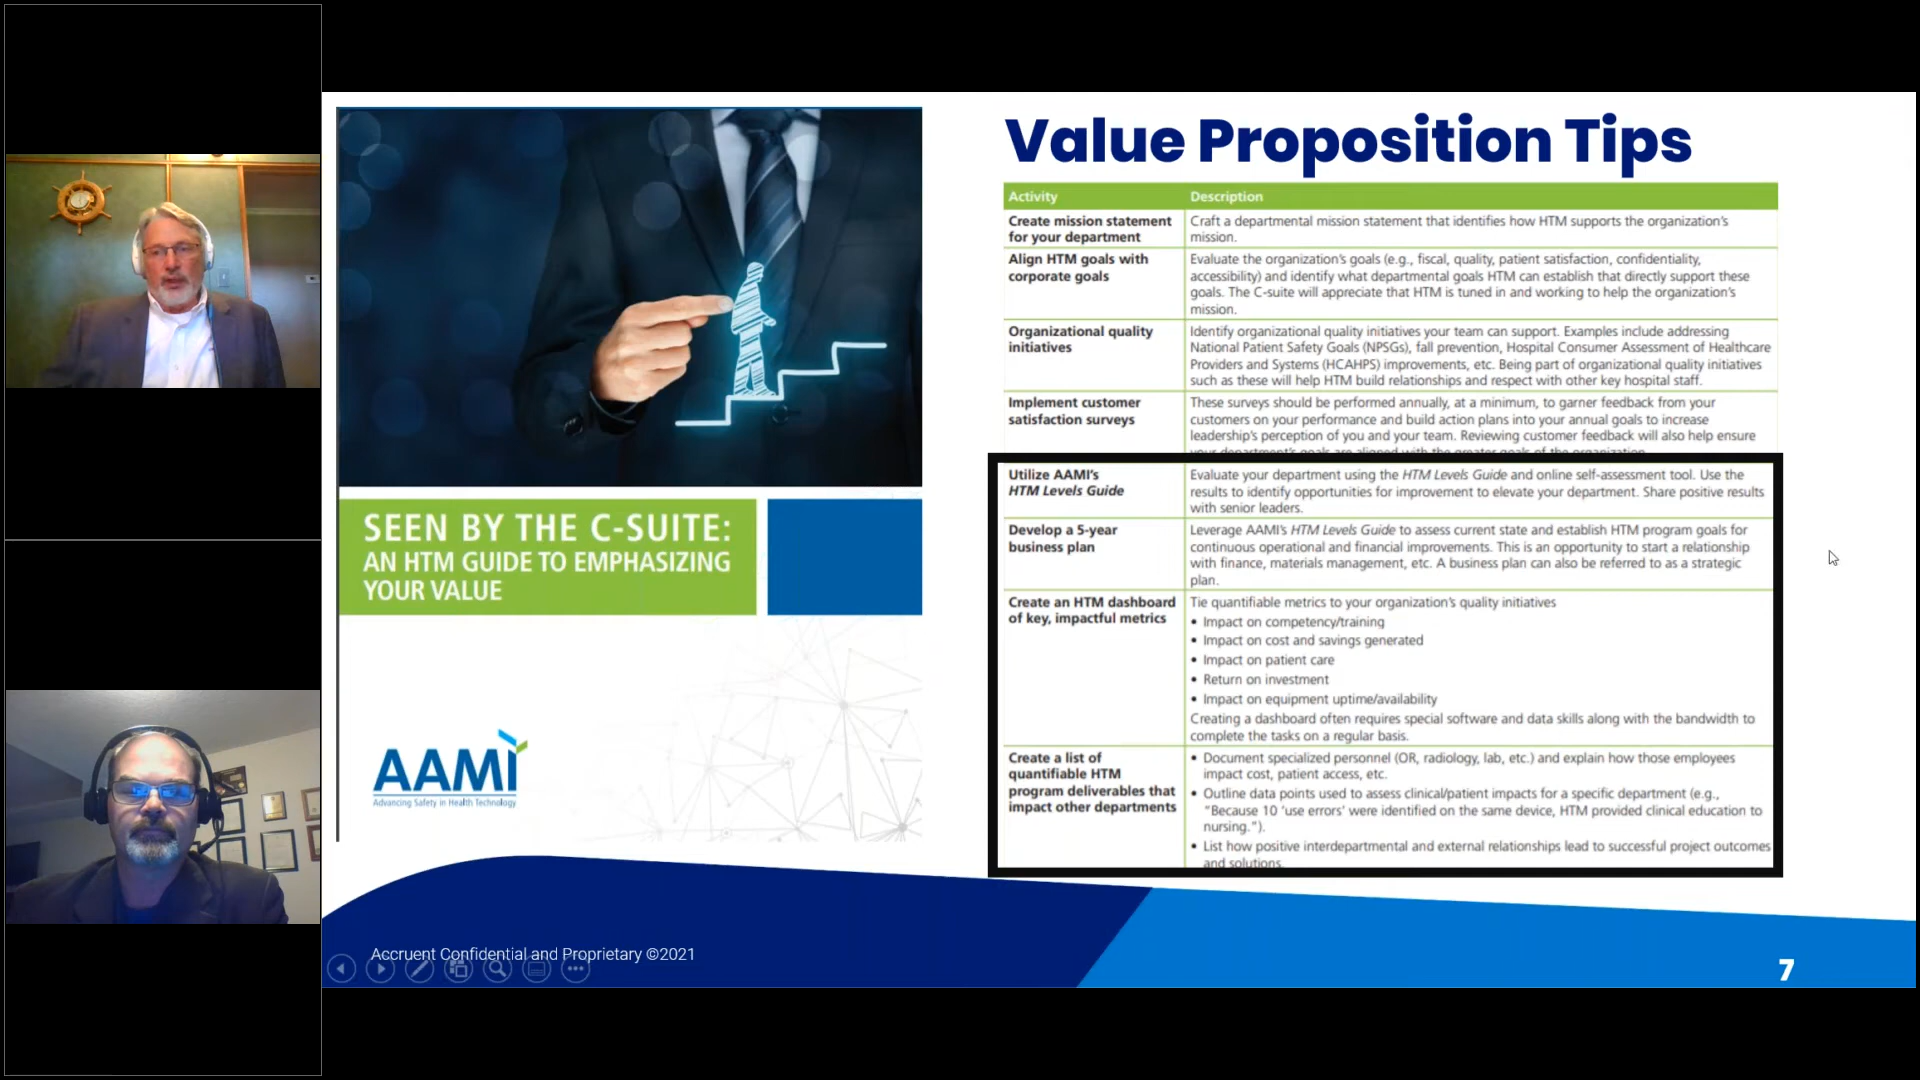 SEEN BY THE C-SUITE:
AN HTM GUIDE TO EMPHASIZING
YOUR VALUE
AAMI
Advancing Safety in Health Technology
Value Proposition Tips
Activity Description
Create mission statement
for your department
Craft a departmental mission statement that identifies how HTM supports the organization's
mission.
Align HTM goals with
corporate goals
Evaluate the organization's goals (e.g., fiscal, quality, patient satisfaction, confidentiality,
accessibility) and identify what departmental goals HTM can establish that directly support these
goals. The C-suite will appreciate that HTM is tuned in and working to help the organization's
mission.
Organizational quality
initiatives
Identify organizational quality initiatives your team can support. Examples include addressing
National Patient Safety Goals (NPSGs), fall prevention, Hospital Consumer Assessment of Healthcare
Providers and Systems (HCAHPS) improvements, etc. Being part of organizational quality initiatives
such as these will help HTM build relationships and respect with other key hospital staff.
Implement customer
satisfaction surveys
These surveys should be performed annually, at a minimum, to garner feedback from your
customers on your performance and build action plans into your annual goals to increase
leadership's perception of you and your team. Reviewing customer feedback will also help ensure
your department's goals are aligned with the greater goals of the organization.
Utilize AAMI's
HTM Levels Guide
Evaluate your department using the HTM Levels Guide and online self-assessment tool. Use the
results to identify opportunities for improvement to elevate your department. Share positive results
with senior leaders.
Develop a 5-year
business plan
Leverage AAMI's HTM Levels Guide to assess current state and establish HTM program goals for
continuous operational and financial improvements. This is an opportunity to start a relationship
with finance, materials management, etc. A business plan can also be referred to as a strategic
plan.
Create an HTM dashboard
of key, impactful metrics
Tie quantifiable metrics to your organization's quality initiatives
• Impact on competency/training
• Impact on cost and savings generated
• Impact on patient care
• Return on investment
• Impact on equipment uptime/availability
Creating a dashboard often requires special software and data skills along with the bandwidth to
complete the tasks on a regular basis.
Create a list of
quantifiable HTM
program deliverables that
impact other departments
• Document specialized personnel (OR, radiology, lab, etc.) and explain how those employees
impact cost, patient access, etc.
• Outline data points used to assess clinical/patient impacts for a specific department (e.g.,
"Because 10 'use errors' were identified on the same device, HTM provided clinical education to
nursing.").
• List how positive interdepartmental and external relationships lead to successful project outcomes
and solutions.
Accruent Confidential and Proprietary ©2021
7